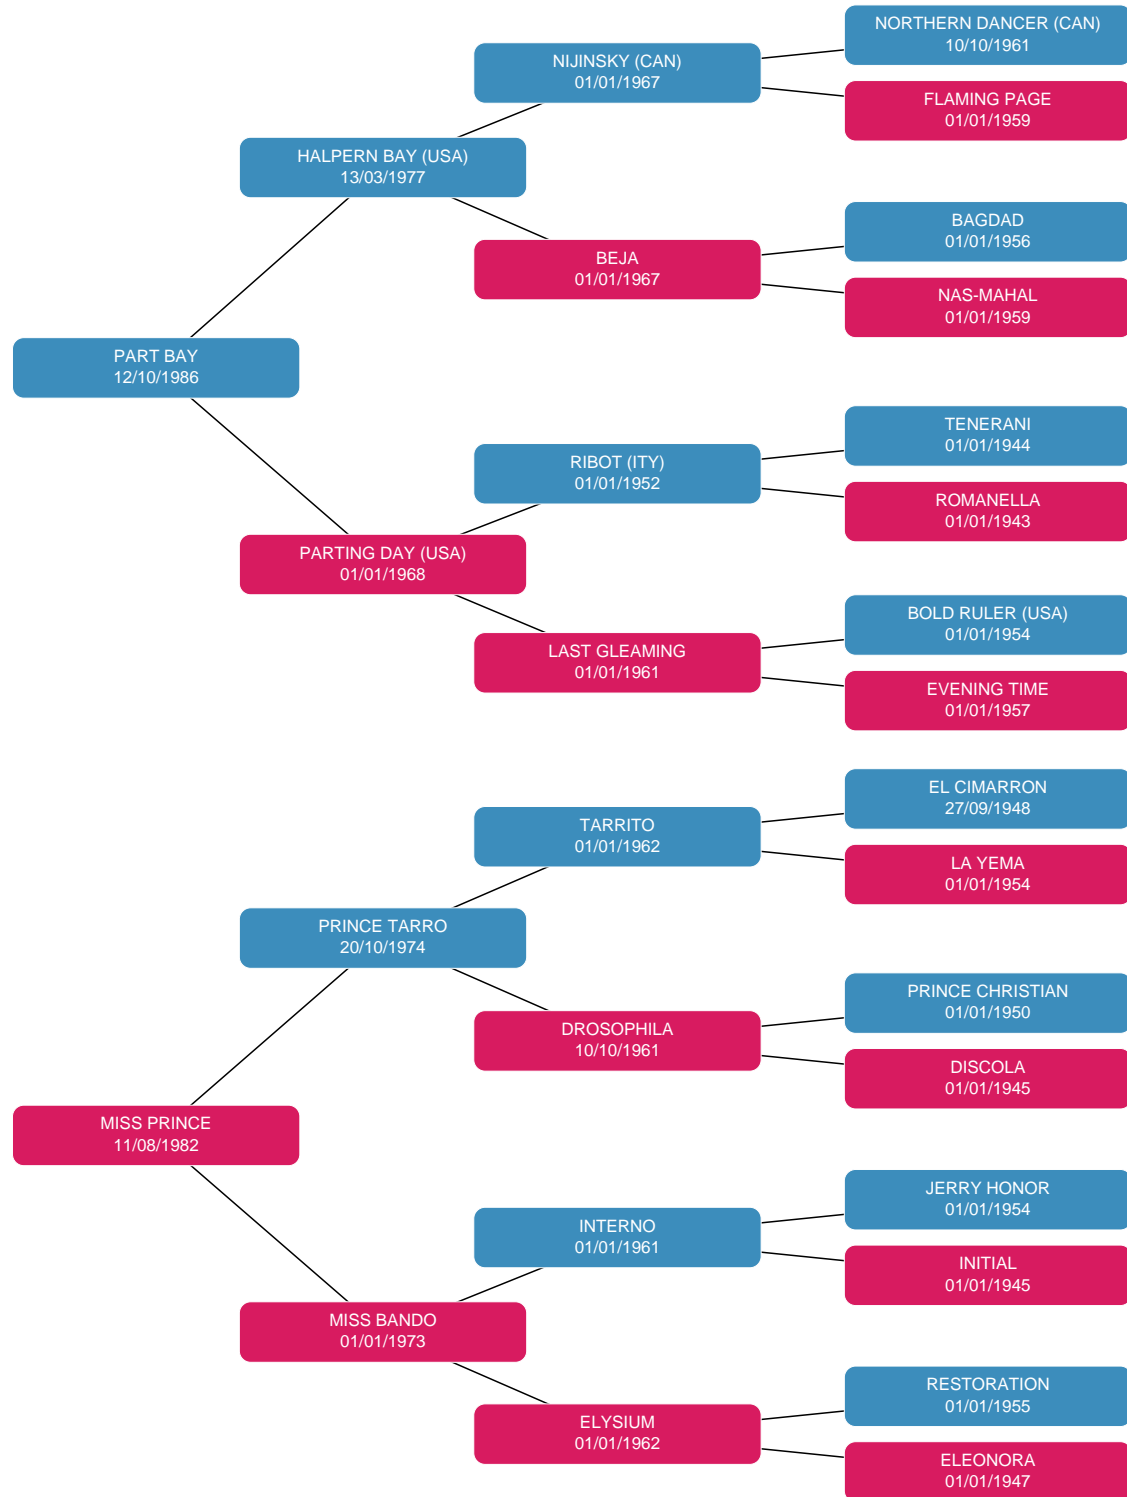 NORTHERN DANCER (CAN)
10/10/1961
NIJINSKY (CAN)
01/01/1967
FLAMING PAGE
01/01/1959
HALPERN BAY (USA)
13/03/1977
BAGDAD
01/01/1956
BEJA
01/01/1967
NAS-MAHAL
01/01/1959
PART BAY
12/10/1986
TENERANI
01/01/1944
RIBOT (ITY)
01/01/1952
ROMANELLA
01/01/1943
PARTING DAY (USA)
01/01/1968
BOLD RULER (USA)
01/01/1954
LAST GLEAMING
01/01/1961
EVENING TIME
01/01/1957
EL CIMARRON
27/09/1948
TARRITO
01/01/1962
LA YEMA
01/01/1954
PRINCE TARRO
20/10/1974
PRINCE CHRISTIAN
01/01/1950
DROSOPHILA
10/10/1961
DISCOLA
01/01/1945
MISS PRINCE
11/08/1982
JERRY HONOR
01/01/1954
INTERNO
01/01/1961
INITIAL
01/01/1945
MISS BANDO
01/01/1973
RESTORATION
01/01/1955
ELYSIUM
01/01/1962
ELEONORA
01/01/1947